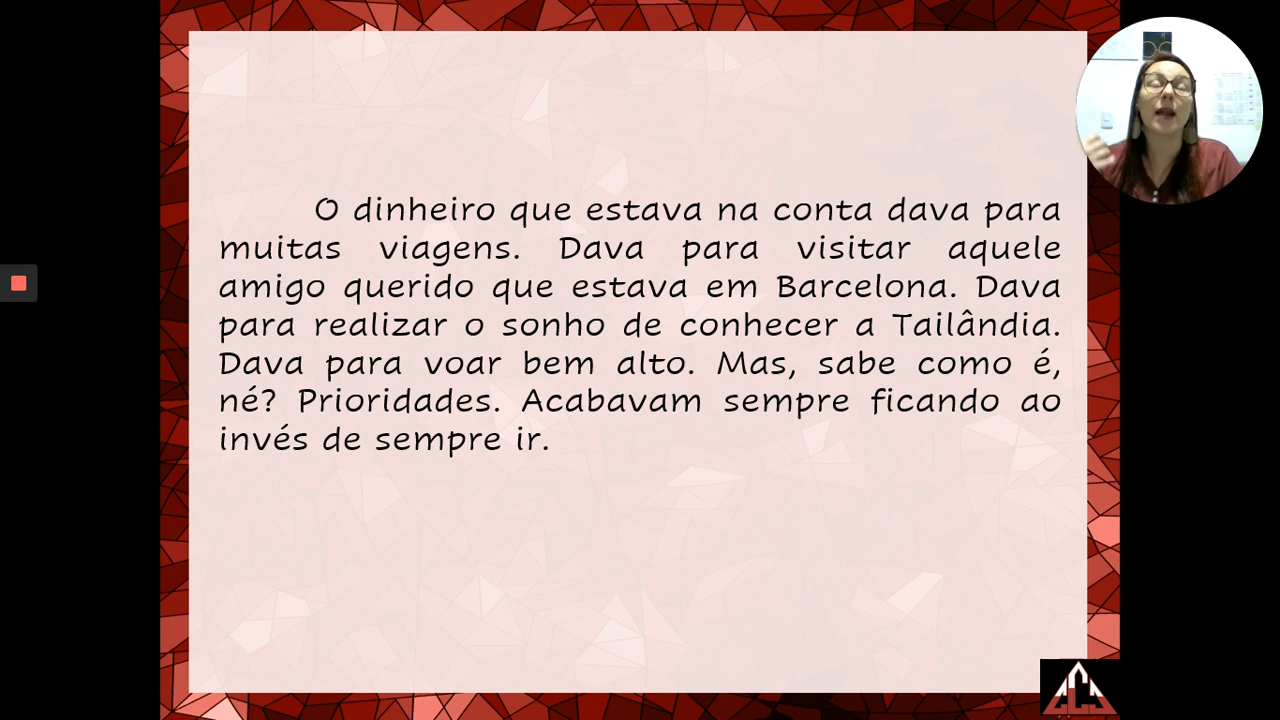 O dinheiro que estava na conta dava para
muitas viagens. Dava para visitar aquele
amigo querido que estava em Barcelona. Dava
para realizar o sonho de conhecer a Tailândia.
Dava para voar bem alto. Mas, sabe como é,
né? Prioridades. Acabavam sempre ficando ao
invés de sempre ir.